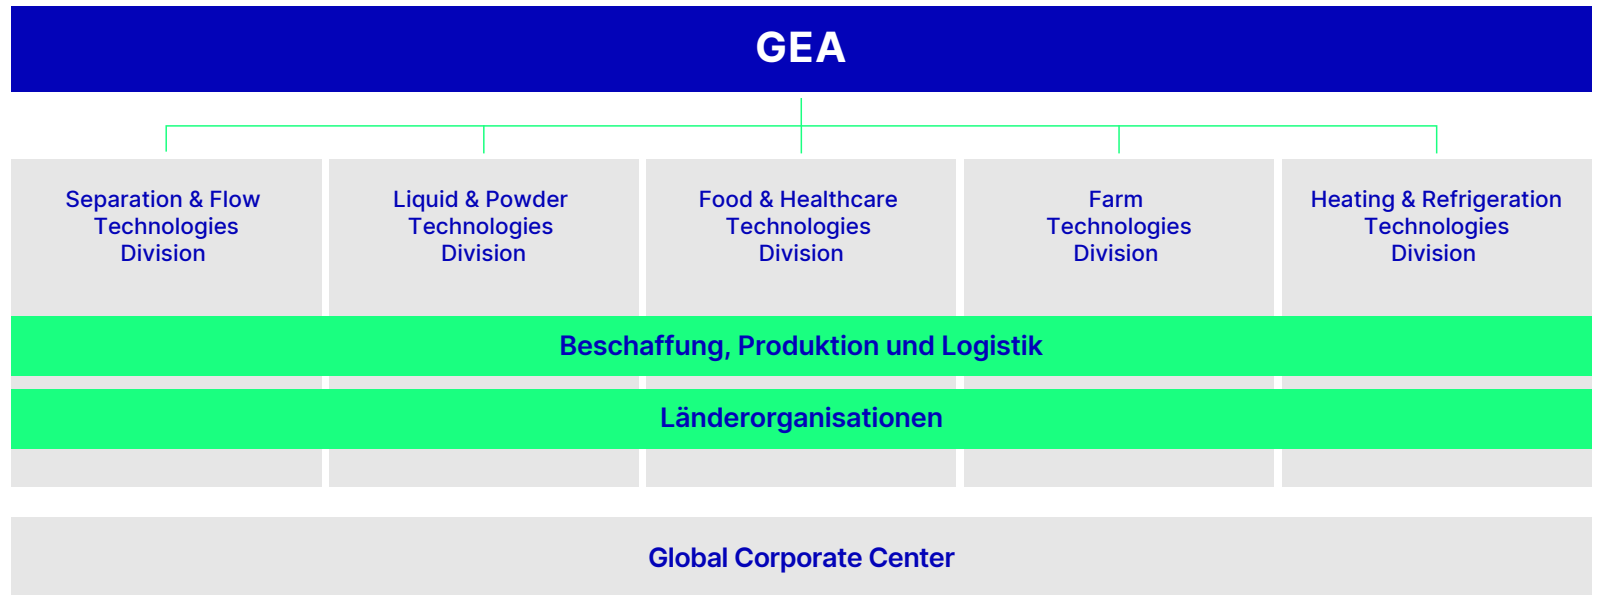 GEA
Separation & Flow
Technologies
Division
Liquid & Powder
Technologies
Division
Food & Healthcare
Technologies
Division
Farm
Technologies
Division
Heating & Refrigeration
Technologies
Division
Beschaffung, Produktion und Logistik
Länderorganisationen
Global Corporate Center